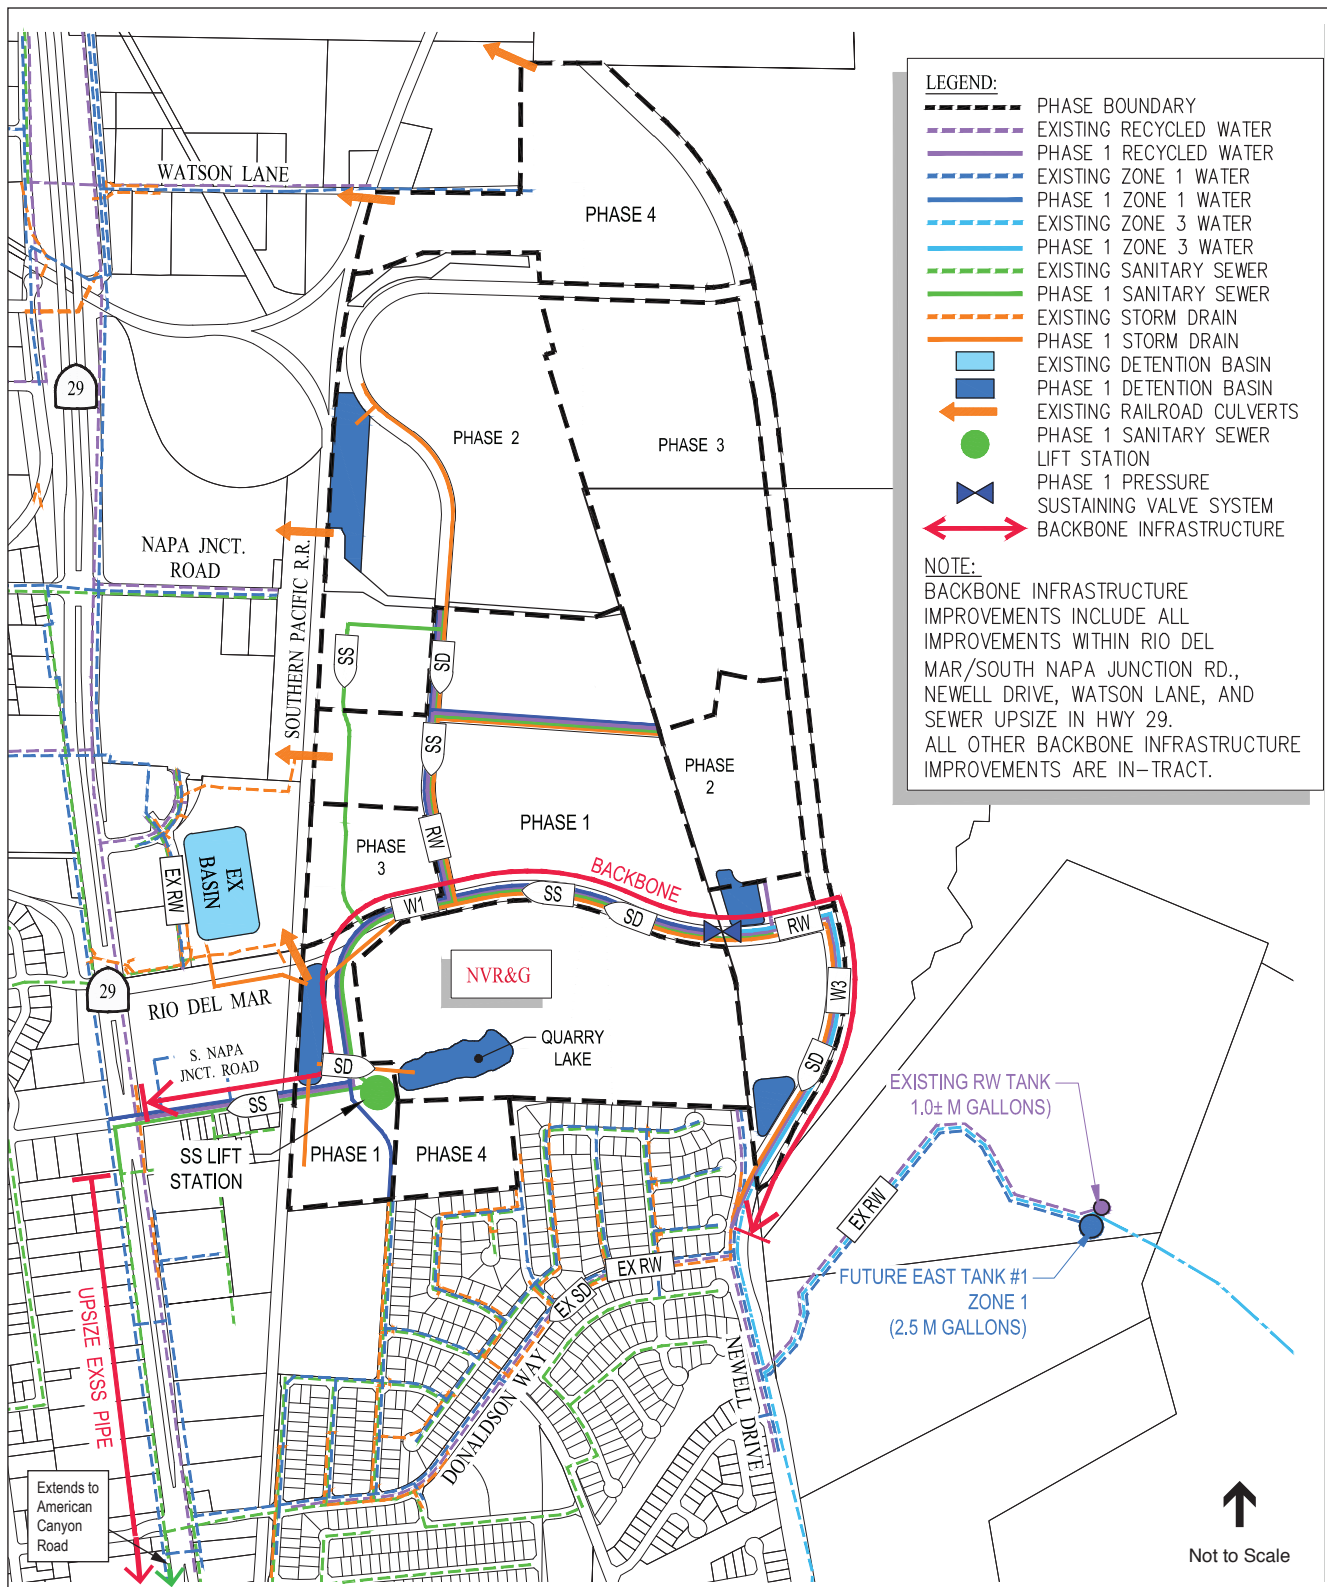 LEGEND:
PHASE BOUNDARY
EXISTING RECYCLED WATER
PHASE 1 RECYCLED WATER
EXISTING ZONE 1 WATER
PHASE 1 ZONE 1 WATER
EXISTING ZONE 3 WATER
PHASE 1 ZONE 3 WATER
EXISTING SANITARY SEWER
PHASE 1 SANITARY SEWER
EXISTING STORM DRAIN
PHASE 1 STORM DRAIN
EXISTING DETENTION BASIN
PHASE 1 DETENTION BASIN
EXISTING RAILROAD CULVERTS
PHASE 1 SANITARY SEWER
LIFT STATION
PHASE 1 PRESSURE
SUSTAINING VALVE SYSTEM
BACKBONE INFRASTRUCTURE
NOTE:
BACKBONE INFRASTRUCTURE
IMPROVEMENTS INCLUDE ALL
IMPROVEMENTS WITHIN RIO DEL
MAR/SOUTH NAPA JUNCTION RD.,
NEWELL DRIVE, WATSON LANE, AND
SEWER UPSIZE IN HWY 29.
ALL OTHER BACKBONE INFRASTRUCTURE
IMPROVEMENTS ARE IN-TRACT.
WATSON LANE
PHASE 4
29
PHASE 2
PHASE 3
NAPA JNCT.
ROAD
SOUTHERN PACIFIC R.R.
SS
SD
SS
PHASE
2
PHASE 1
RW
PHASE
3
EX
BASIN
EX RW
BACKBONE
W1
SS
SD
RW
W3
SD
NVR&G
29
RIO DEL MAR
QUARRY
LAKE
S. NAPA
JNCT. ROAD
SD
SS
SS LIFT
STATION
PHASE 1
PHASE 4
EXISTING RW TANK
1.0± M GALLONS)
EX RW
FUTURE EAST TANK #1
ZONE 1
(2.5 M GALLONS)
EX RW
EX SD
UPSIZE EXSS PIPE
DONALDSON WAY
NEWELL DRIVE
Extends to
American
Canyon
Road
Not to Scale